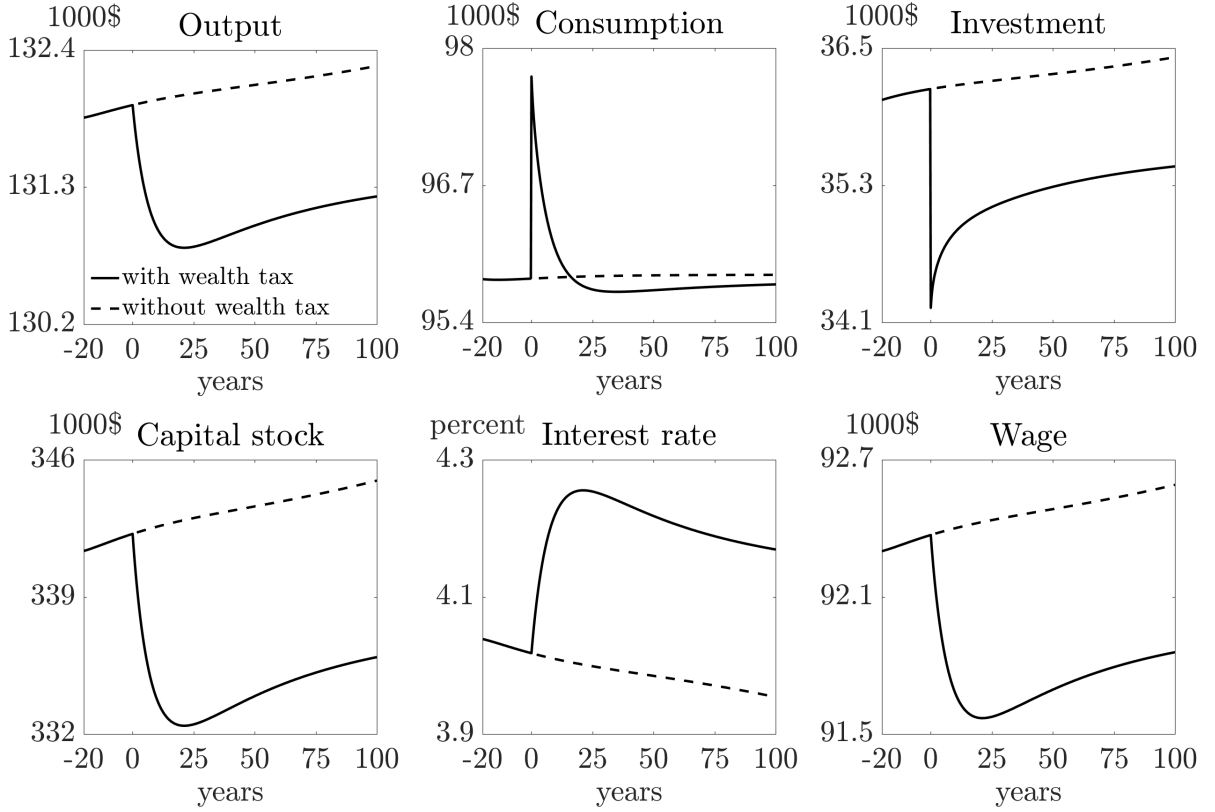 1000$ Output
132.4
131.3
130.2
with wealth tax
without wealth tax
-20 0 25 50 75 100
years
1000$ Consumption
98
96.7
95.4
-20 0 25 50 75 100
years
1000$ Investment
36.5
35.3
34.1
-20 0 25 50 75 100
years
1000$ Capital stock
346
339
332
-20 0 25 50 75 100
years
percent Interest rate
4.3
4.1
3.9
-20 0 25 50 75 100
years
1000$ Wage
92.7
92.1
91.5
-20 0 25 50 75 100
years